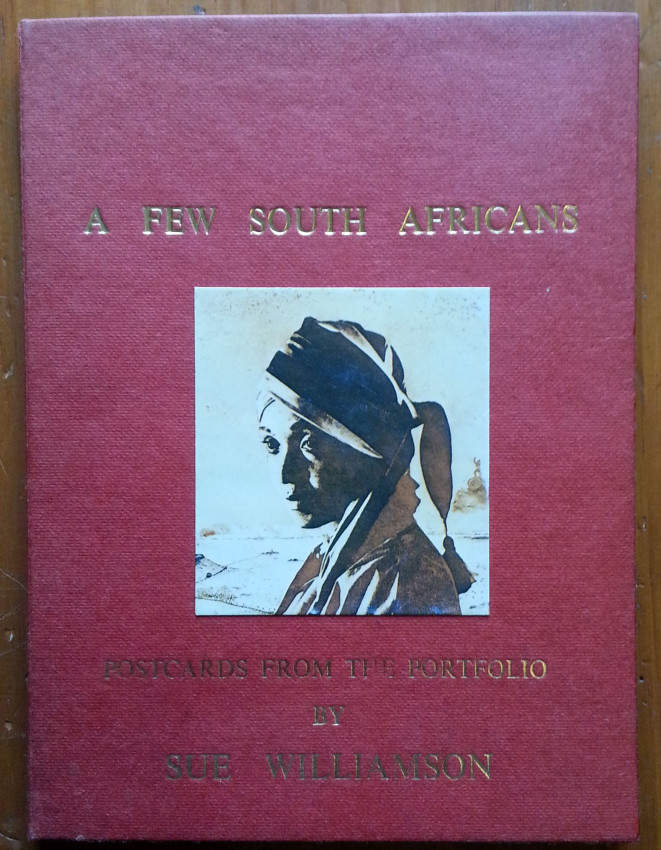 A FEW SOUTH AFRICANS
POSTCARDS FROM THE PORTFOLIO
BY
SUE WILLIAMSON